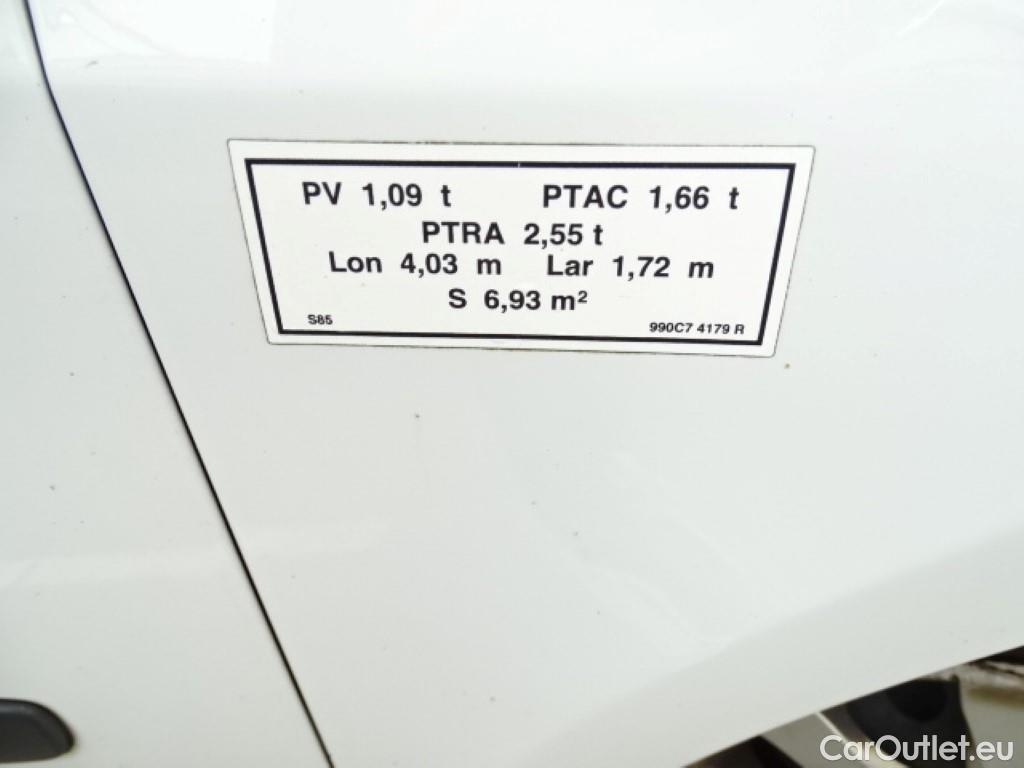 PV 1,09 t PTAC 1,66 t
PTRA 2,55 t
Lon 4,03 m Lar 1,72 m
S 6,93 m²
S85 990C7 4179 R
CarOutlet.eu